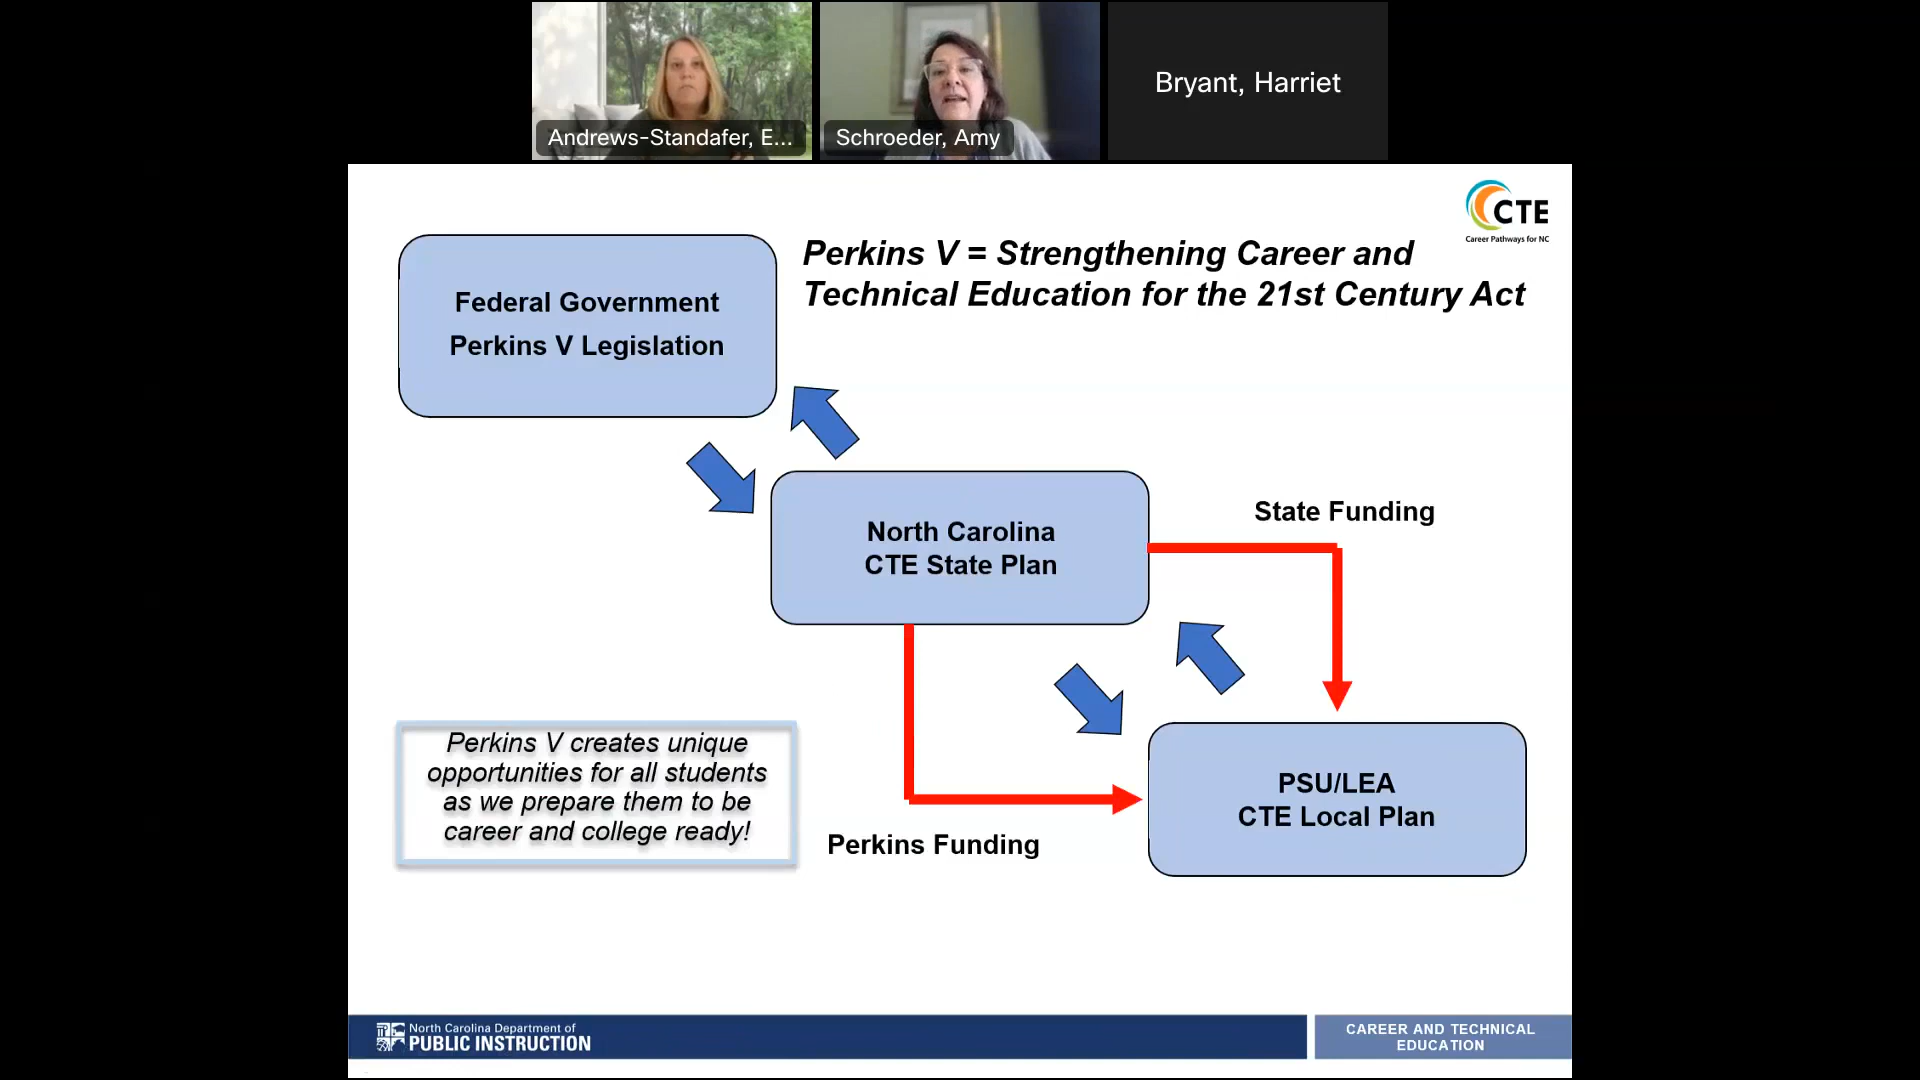 Andrews-Standafer, E...
Schroeder, Amy
Bryant, Harriet
CTE
Career Pathways for NC
Perkins V = Strengthening Career and
Technical Education for the 21st Century Act
Federal Government
Perkins V Legislation
North Carolina
CTE State Plan
State Funding
Perkins V creates unique
opportunities for all students
as we prepare them to be
career and college ready!
Perkins Funding
PSU/LEA
CTE Local Plan
North Carolina Department of
PUBLIC INSTRUCTION
CAREER AND TECHNICAL
EDUCATION